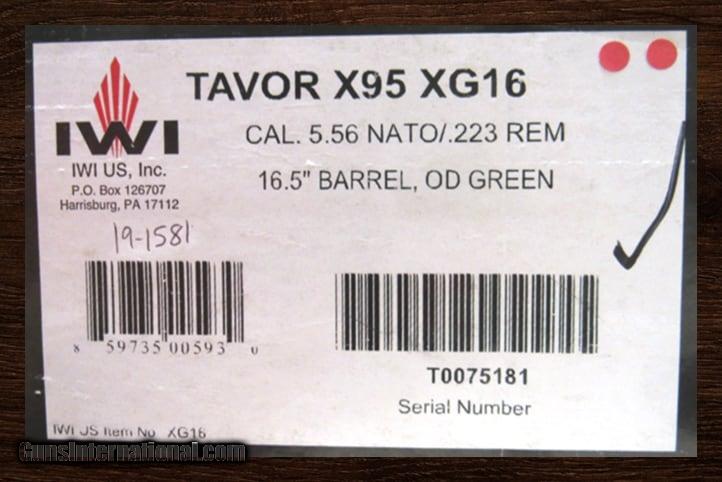 TAVOR X95 XG16
IWI
CAL. 5.56 NATO/.223 REM
IWI US, Inc.
16.5" BARREL, OD GREEN
P.O. Box 126707
Harrisburg, PA 17112
19-1581
8 59735 00593 0
T0075181
Serial Number
IWI US Item No XG16
GunsInternational.com